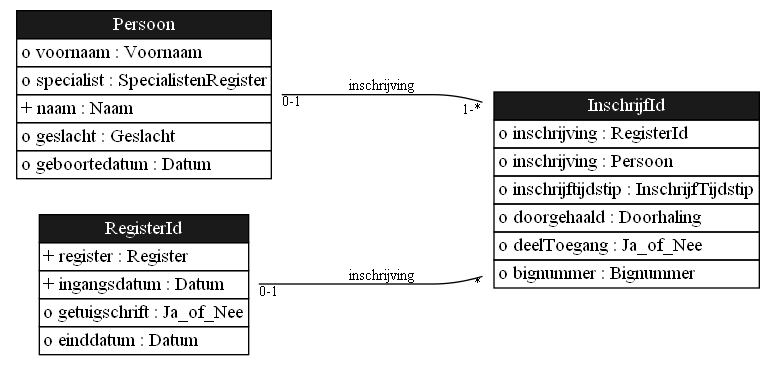 Persoon
o voornaam : Voornaam
o specialist : SpecialistenRegister
+ naam : Naam
o geslacht : Geslacht
o geboortedatum : Datum
inschrijving
0-1
1-*
InschrijfId
o inschrijving : RegisterId
o inschrijving : Persoon
o inschrijftijdstip : InschrijfTijdstip
o doorgehaald : Doorhaling
o deelToegang : Ja_of_Nee
o bignummer : Bignummer
RegisterId
+ register : Register
+ ingangsdatum : Datum
o getuigschrift : Ja_of_Nee
o einddatum : Datum
inschrijving
0-1
*